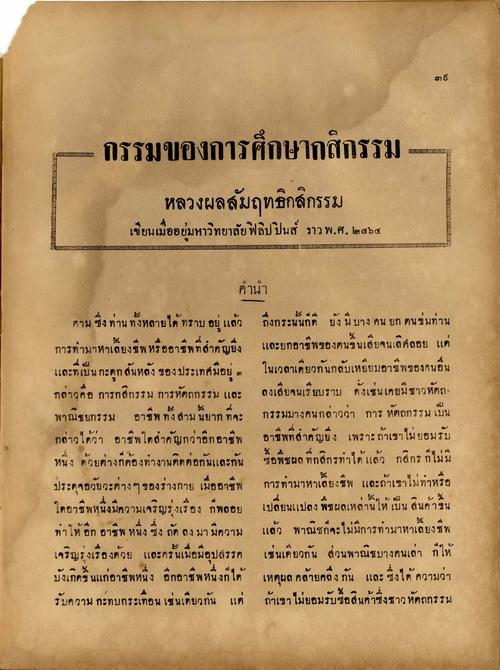 ๓๕
กรรมของการศึกษากสิกรรม
หลวงผลสัมฤทธิกสิกรรม
เขียนเมื่ออยู่มหาวิทยาลัยฟิลิปปินส์ ราว พ.ศ. ๒๔๖๔
คำนำ
ตาม ซึ่ง ท่าน ทั้งหลายได้ ทราบ อยู่ แล้ว
การทำมาหาเลี้ยงชีพหรืออาชีพที่สำคัญยิ่ง
และที่เป็น กะดูกสันหลัง ของ ประเทศมีอยู่ ๓
กล่าวคือ การกสิกรรม การหัตถกรรม และ
พาณิชยกรรม อาชีพ ทั้งสามนี้ยาก ที่จะ
กล่าวได้ว่า อาชีพใดสำคัญกว่าอีกอาชีพ
หนึ่ง ด้วยต่างก็ต้องทำงานติดต่อกันและกัน
ประดุจอวัยวะต่างๆของร่างกาย เมื่ออาชีพ
ใดอาชีพหนึ่งมีความเจริญรุ่งเรือง ก็พลอย
ทำให้ อีก อาชีพ หนึ่ง ซึ่ง ถัด ลง มา มีความ
เจริญรุ่งเรืองด้วย และครั้นเมื่อมีอุปสรรค
บังเกิดขึ้นแก่อาชีพหนึ่ง อีกอาชีพหนึ่งก็ได้
รับความ กะทบกระเทือน เช่นเดียวกัน แต่
ถึงกระนั้นก็ดี ยัง มี บาง คน ยก ตนข่มท่าน
และยกอาชีพของตนขึ้นเสียจนเลิศลอย แต่
ในเวลาเดียวกันกลับเหยียบอาชีพของคนอื่น
ลงเสียจนเรียบราบ ดั่งเช่นเคยมีชาวหัตถ-
กรรมบางคนกล่าวว่า การ หัตถกรรม เป็น
อาชีพที่สำคัญยิ่ง เพราะถ้าเขาไม่ยอมรับ
ซื้อพืชผล ที่กสิกรทำได้ แล้ว กสิกร ก็ไม่มี
การทำมาหาเลี้ยงชีพ และถ้าเขาไม่ทำหรือ
เปลี่ยนแปลง พืชผลเหล่านี้ให้ เป็น สินค้าขึ้น
แล้ว พาณิชก็จะไม่มีการทำมาหาเลี้ยงชีพ
เช่นเดียวกัน ส่วนพาณิชบางคนเล่า ก็ให้
เหตุผล คล้ายคลึง กัน และ ซึ่งได้ ความว่า
ถ้าเขาไม่ยอมรับซื้อสินค้าซึ่งชาวหัตถกรรม